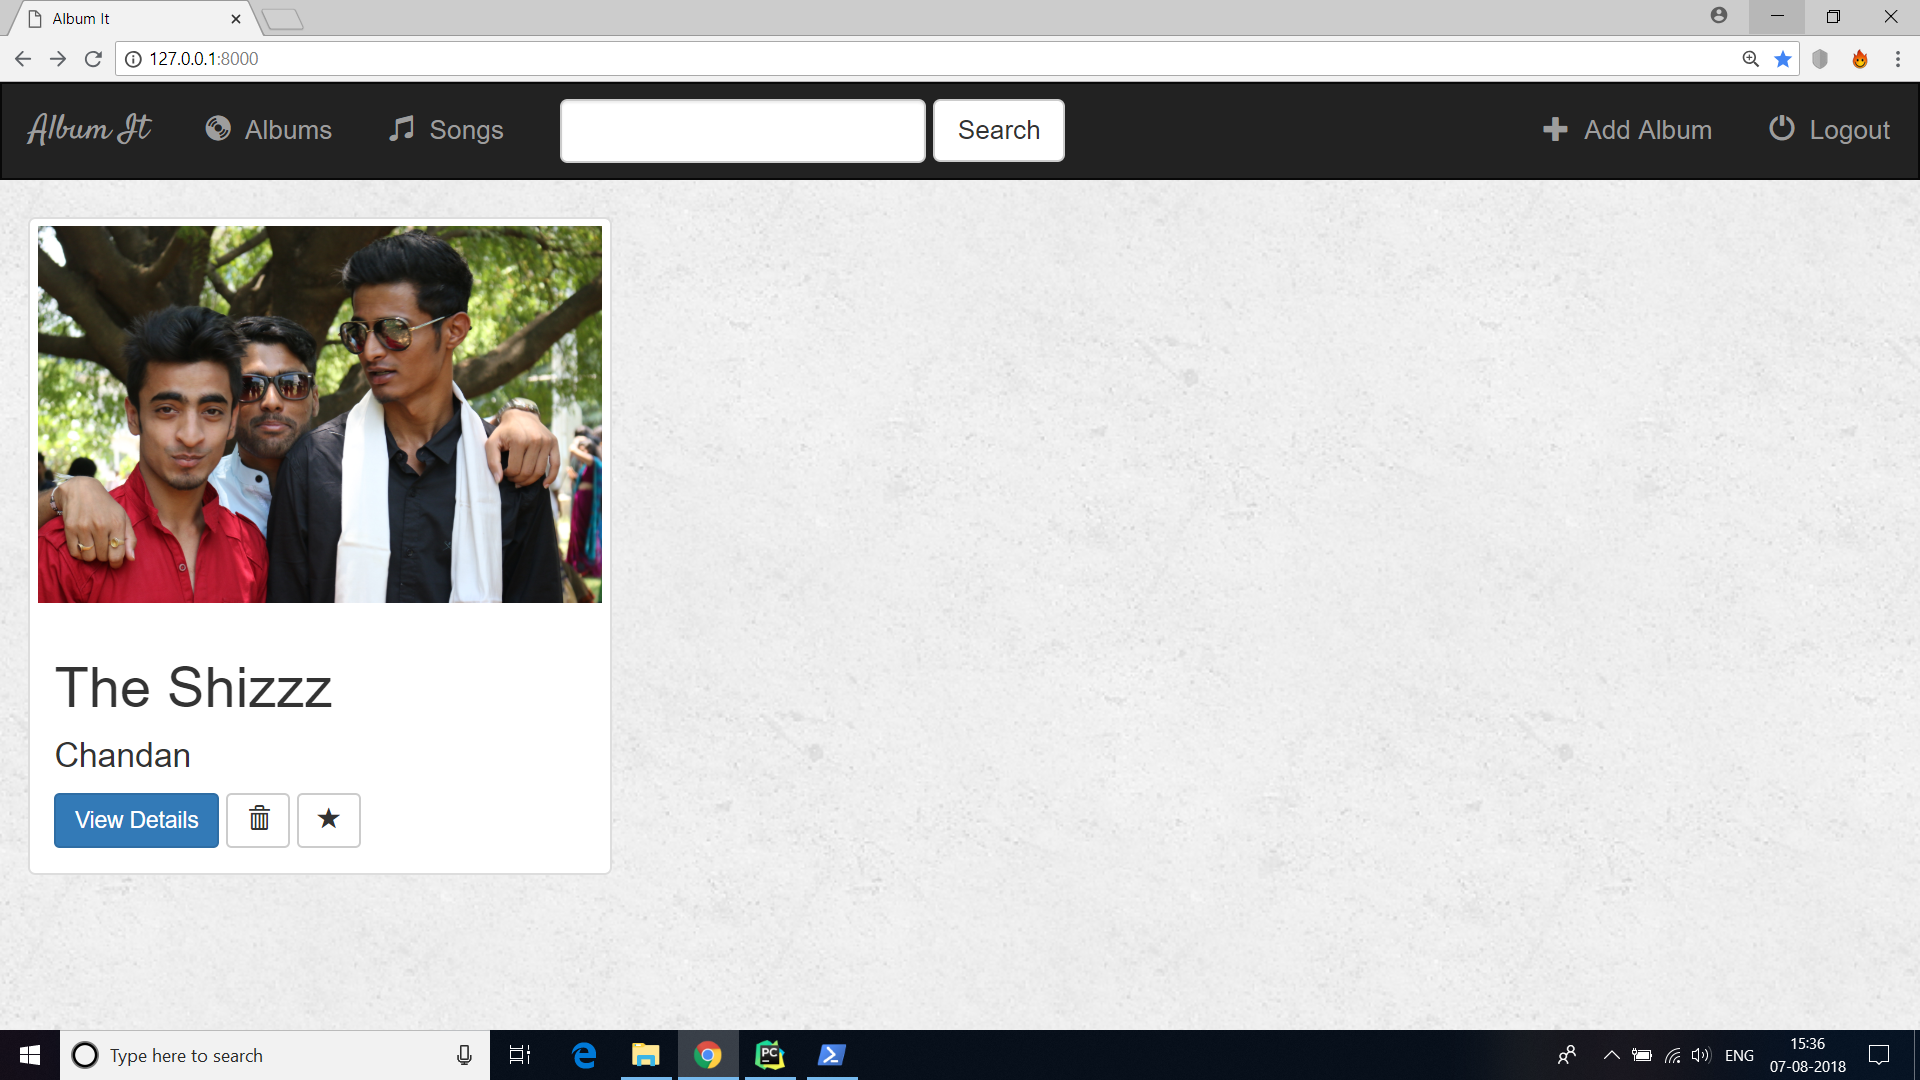 Album It
127.0.0.1:8000
Album It
Albums
Songs
Search
Add Album
Logout
The Shizzz
Chandan
View Details
Type here to search
PC
ENG
15:36
07-08-2018